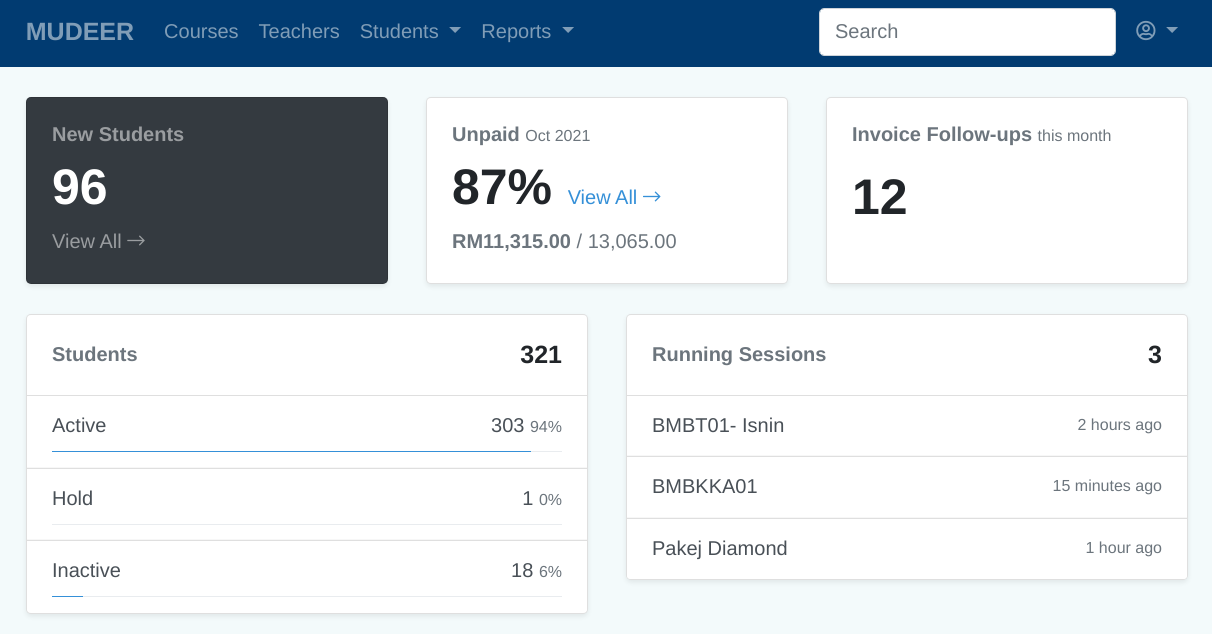 MUDEER Courses Teachers Students Reports Search
New Students
96
View All →
Unpaid Oct 2021
87% View All →
RM11,315.00 / 13,065.00
Invoice Follow-ups this month
12
Students 321
Active 303 94%
Hold 1 0%
Inactive 18 6%
Running Sessions 3
BMBT01- Isnin 2 hours ago
BMBKKA01 15 minutes ago
Pakej Diamond 1 hour ago